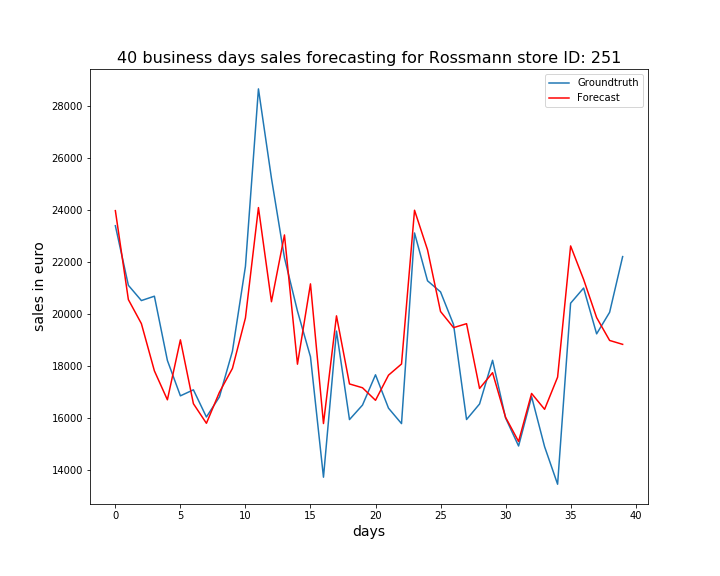 40 business days sales forecasting for Rossmann store ID: 251
Groundtruth
Forecast
28000
26000
24000
22000
20000
18000
16000
14000
sales in euro
0 5 10 15 20 25 30 35 40
days